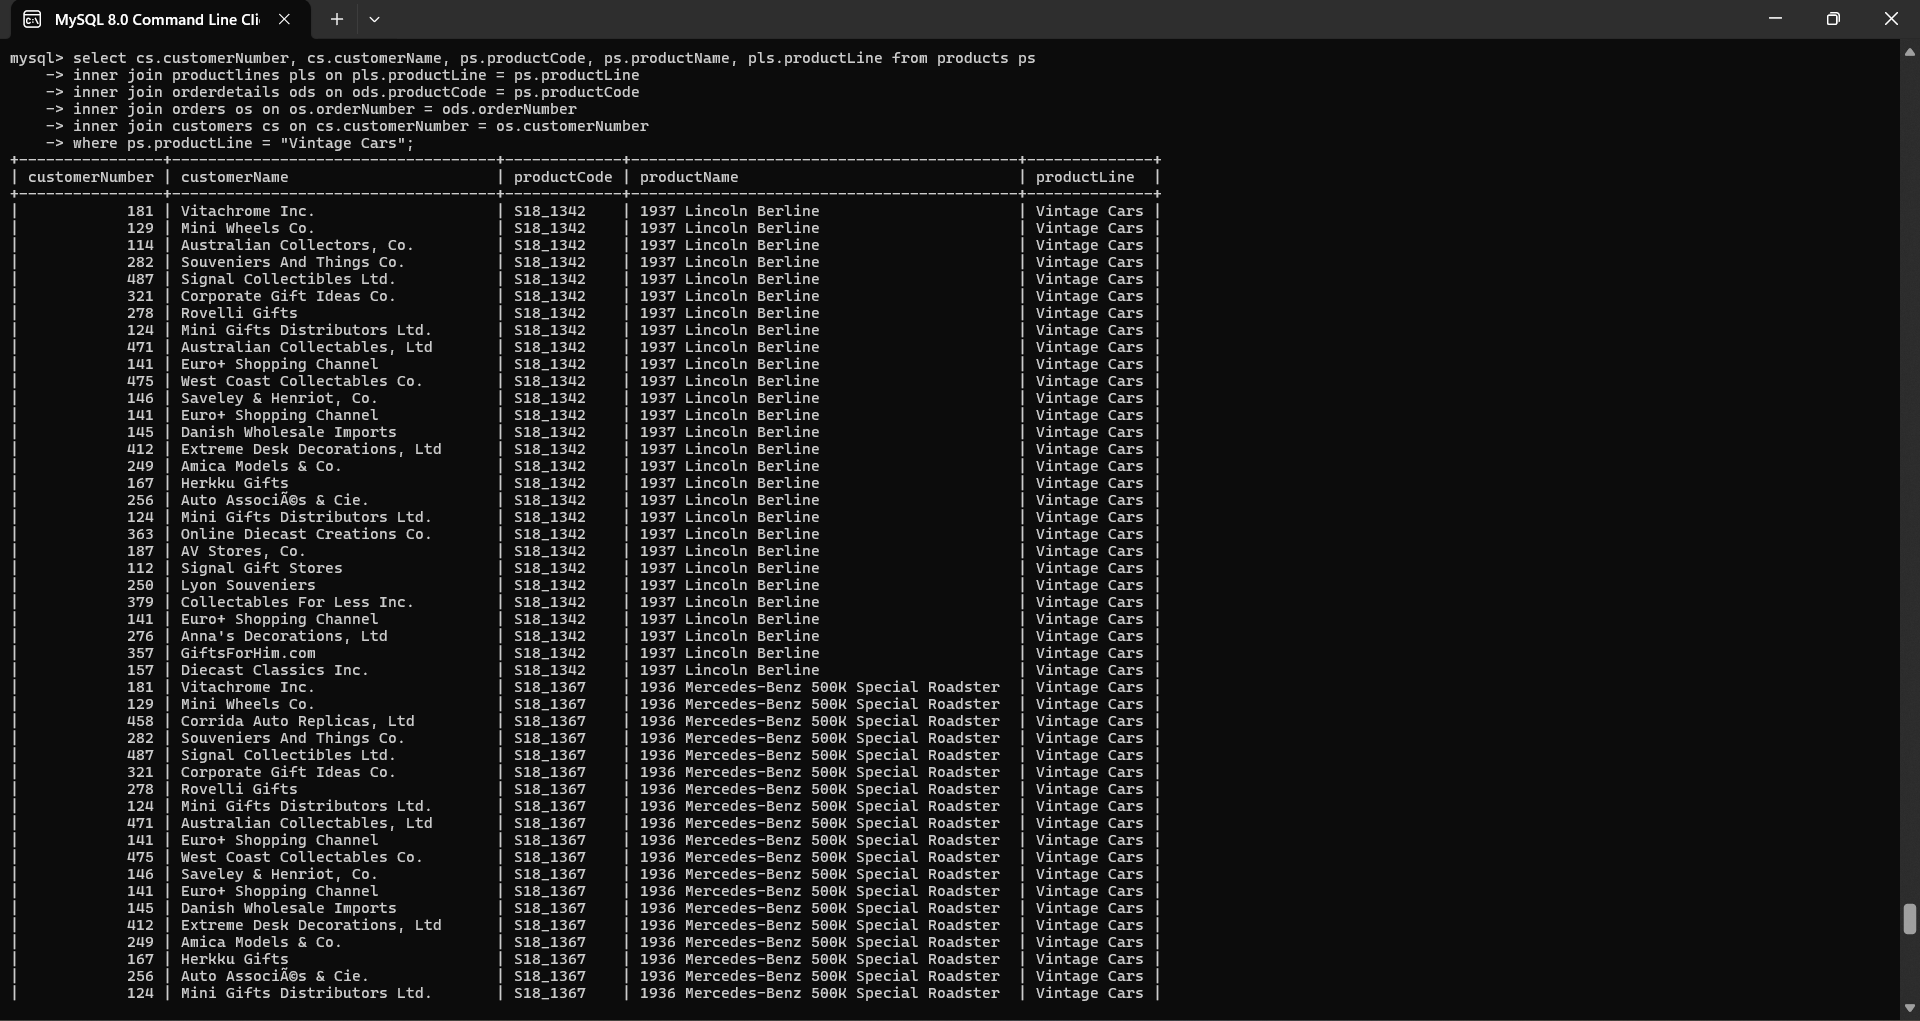 MySQL 8.0 Command Line Cli
mysql> select cs.customerNumber, cs.customerName, ps.productCode, ps.productName, pls.productLine from products ps
    -> inner join productlines pls on pls.productLine = ps.productLine
    -> inner join orderdetails ods on ods.productCode = ps.productCode
    -> inner join orders os on os.orderNumber = ods.orderNumber
    -> inner join customers cs on cs.customerNumber = os.customerNumber
    -> where ps.productLine = "Vintage Cars";
+----------------+------------------------------------+-------------+-------------------------------------------+--------------+
| customerNumber | customerName                       | productCode | productName                               | productLine  |
+----------------+------------------------------------+-------------+-------------------------------------------+--------------+
| 181 | Vitachrome Inc. | S18_1342 | 1937 Lincoln Berline | Vintage Cars |
| 129 | Mini Wheels Co. | S18_1342 | 1937 Lincoln Berline | Vintage Cars |
| 114 | Australian Collectors, Co. | S18_1342 | 1937 Lincoln Berline | Vintage Cars |
| 282 | Souveniers And Things Co. | S18_1342 | 1937 Lincoln Berline | Vintage Cars |
| 487 | Signal Collectibles Ltd. | S18_1342 | 1937 Lincoln Berline | Vintage Cars |
| 321 | Corporate Gift Ideas Co. | S18_1342 | 1937 Lincoln Berline | Vintage Cars |
| 278 | Rovelli Gifts | S18_1342 | 1937 Lincoln Berline | Vintage Cars |
| 124 | Mini Gifts Distributors Ltd. | S18_1342 | 1937 Lincoln Berline | Vintage Cars |
| 471 | Australian Collectables, Ltd | S18_1342 | 1937 Lincoln Berline | Vintage Cars |
| 141 | Euro+ Shopping Channel | S18_1342 | 1937 Lincoln Berline | Vintage Cars |
| 475 | West Coast Collectables Co. | S18_1342 | 1937 Lincoln Berline | Vintage Cars |
| 146 | Saveley & Henriot, Co. | S18_1342 | 1937 Lincoln Berline | Vintage Cars |
| 141 | Euro+ Shopping Channel | S18_1342 | 1937 Lincoln Berline | Vintage Cars |
| 145 | Danish Wholesale Imports | S18_1342 | 1937 Lincoln Berline | Vintage Cars |
| 412 | Extreme Desk Decorations, Ltd | S18_1342 | 1937 Lincoln Berline | Vintage Cars |
| 249 | Amica Models & Co. | S18_1342 | 1937 Lincoln Berline | Vintage Cars |
| 167 | Herkku Gifts | S18_1342 | 1937 Lincoln Berline | Vintage Cars |
| 256 | Auto AssociÃ©s & Cie. | S18_1342 | 1937 Lincoln Berline | Vintage Cars |
| 124 | Mini Gifts Distributors Ltd. | S18_1342 | 1937 Lincoln Berline | Vintage Cars |
| 363 | Online Diecast Creations Co. | S18_1342 | 1937 Lincoln Berline | Vintage Cars |
| 187 | AV Stores, Co. | S18_1342 | 1937 Lincoln Berline | Vintage Cars |
| 112 | Signal Gift Stores | S18_1342 | 1937 Lincoln Berline | Vintage Cars |
| 250 | Lyon Souveniers | S18_1342 | 1937 Lincoln Berline | Vintage Cars |
| 379 | Collectables For Less Inc. | S18_1342 | 1937 Lincoln Berline | Vintage Cars |
| 141 | Euro+ Shopping Channel | S18_1342 | 1937 Lincoln Berline | Vintage Cars |
| 276 | Anna's Decorations, Ltd | S18_1342 | 1937 Lincoln Berline | Vintage Cars |
| 357 | GiftsForHim.com | S18_1342 | 1937 Lincoln Berline | Vintage Cars |
| 157 | Diecast Classics Inc. | S18_1342 | 1937 Lincoln Berline | Vintage Cars |
| 181 | Vitachrome Inc. | S18_1367 | 1936 Mercedes-Benz 500K Special Roadster | Vintage Cars |
| 129 | Mini Wheels Co. | S18_1367 | 1936 Mercedes-Benz 500K Special Roadster | Vintage Cars |
| 458 | Corrida Auto Replicas, Ltd | S18_1367 | 1936 Mercedes-Benz 500K Special Roadster | Vintage Cars |
| 282 | Souveniers And Things Co. | S18_1367 | 1936 Mercedes-Benz 500K Special Roadster | Vintage Cars |
| 487 | Signal Collectibles Ltd. | S18_1367 | 1936 Mercedes-Benz 500K Special Roadster | Vintage Cars |
| 321 | Corporate Gift Ideas Co. | S18_1367 | 1936 Mercedes-Benz 500K Special Roadster | Vintage Cars |
| 278 | Rovelli Gifts | S18_1367 | 1936 Mercedes-Benz 500K Special Roadster | Vintage Cars |
| 124 | Mini Gifts Distributors Ltd. | S18_1367 | 1936 Mercedes-Benz 500K Special Roadster | Vintage Cars |
| 471 | Australian Collectables, Ltd | S18_1367 | 1936 Mercedes-Benz 500K Special Roadster | Vintage Cars |
| 141 | Euro+ Shopping Channel | S18_1367 | 1936 Mercedes-Benz 500K Special Roadster | Vintage Cars |
| 475 | West Coast Collectables Co. | S18_1367 | 1936 Mercedes-Benz 500K Special Roadster | Vintage Cars |
| 146 | Saveley & Henriot, Co. | S18_1367 | 1936 Mercedes-Benz 500K Special Roadster | Vintage Cars |
| 141 | Euro+ Shopping Channel | S18_1367 | 1936 Mercedes-Benz 500K Special Roadster | Vintage Cars |
| 145 | Danish Wholesale Imports | S18_1367 | 1936 Mercedes-Benz 500K Special Roadster | Vintage Cars |
| 412 | Extreme Desk Decorations, Ltd | S18_1367 | 1936 Mercedes-Benz 500K Special Roadster | Vintage Cars |
| 249 | Amica Models & Co. | S18_1367 | 1936 Mercedes-Benz 500K Special Roadster | Vintage Cars |
| 167 | Herkku Gifts | S18_1367 | 1936 Mercedes-Benz 500K Special Roadster | Vintage Cars |
| 256 | Auto AssociÃ©s & Cie. | S18_1367 | 1936 Mercedes-Benz 500K Special Roadster | Vintage Cars |
| 124 | Mini Gifts Distributors Ltd. | S18_1367 | 1936 Mercedes-Benz 500K Special Roadster | Vintage Cars |